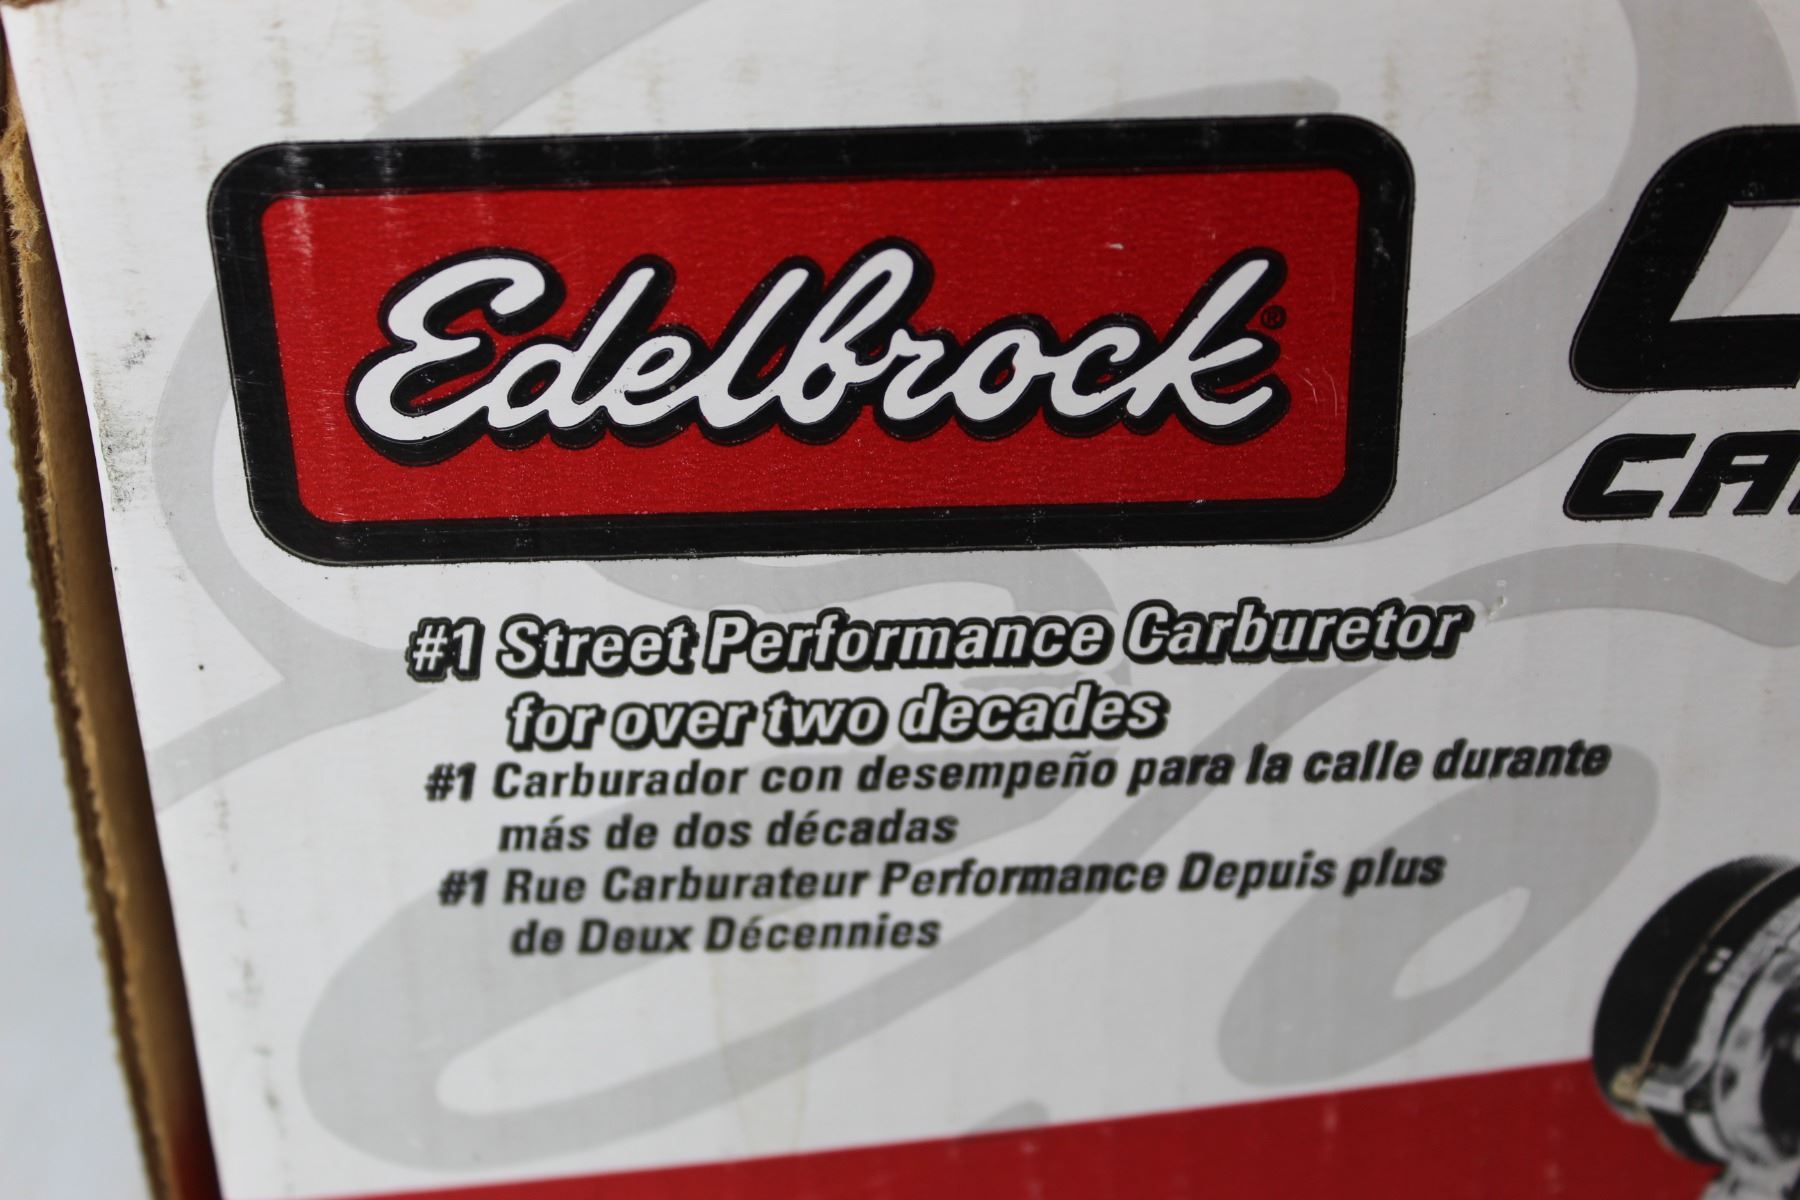 Edelbrock®
#1 Street Performance Carburetor
for over two decades
#1 Carburador con desempeño para la calle durante
más de dos décadas
#1 Rue Carburateur Performance Depuis plus
de Deux Décennies